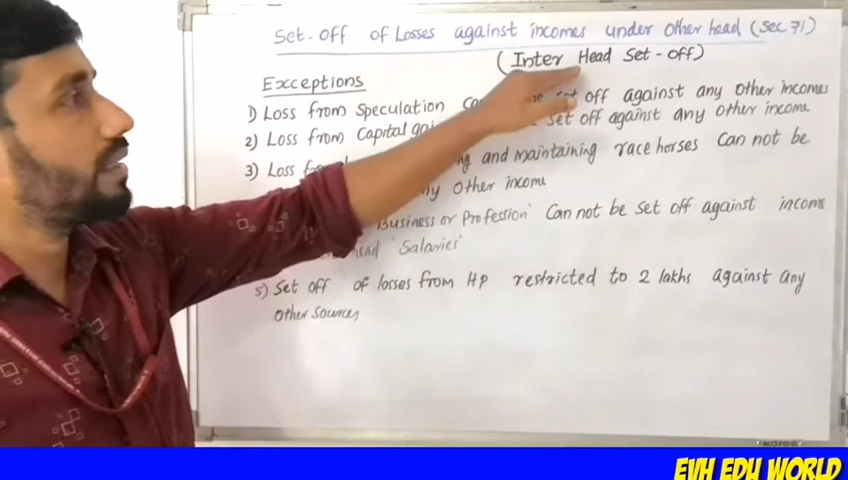 Set-off of Losses against incomes under Other head (Sec 71)
(Inter Head Set-off)
Exceptions
1) Loss from Speculation off against any other incomes
2) Loss from Capital set off against any other income
3) Loss and maintaining race horses Can not be
Other income
Business or Profession Can not be set off against income
'Salaries'
5) Set off of losses from HP restricted to 2 lakhs against any
Other sources
kores
EVH EDU WORLD